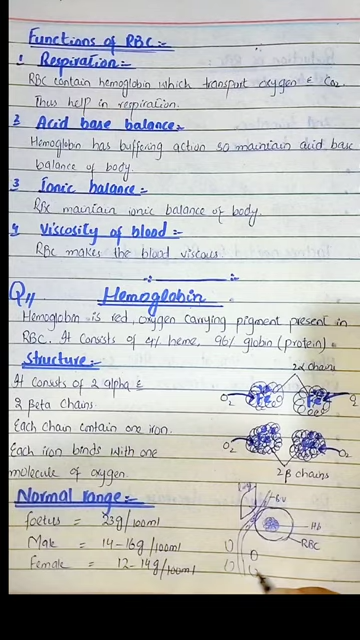 Functions of RBC:-
1 Respiration:-
RBC contain hemoglobin which transport oxygen & CO2
Thus help in respiration.
2 Acid base balance:-
Hemoglobin has buffering action so maintain acid base
balance of body.
3 Ionic balance:-
RBC maintain ionic balance of body.
4 Viscosity of blood:-
RBC makes the blood viscous
Q11 Hemoglobin
Hemoglobin is red, oxygen carrying pigment present in
RBC. It consists of 4% heme, 96% globin (protein).
Structure:-
2α chains
It consists of 2 alpha &
O2 Fe Fe
2 Beta Chains
Each chain contain one iron.
O2
Each iron binds with one
molecule of oxygen.
2β chains
Normal range:-
foetus = 23g/100ml
BV
Hb
RBC
Male = 14-16g/100ml
Female = 12-14g/100ml